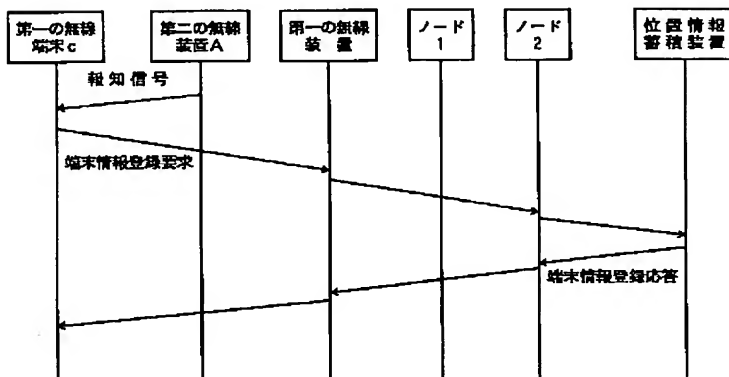 第一の無線
端末c
第二の無線
装置A
第一の無線
装置
ノード
1
ノード
2
位置情報
蓄積装置
報知信号
端末情報登録要求
端末情報登録応答